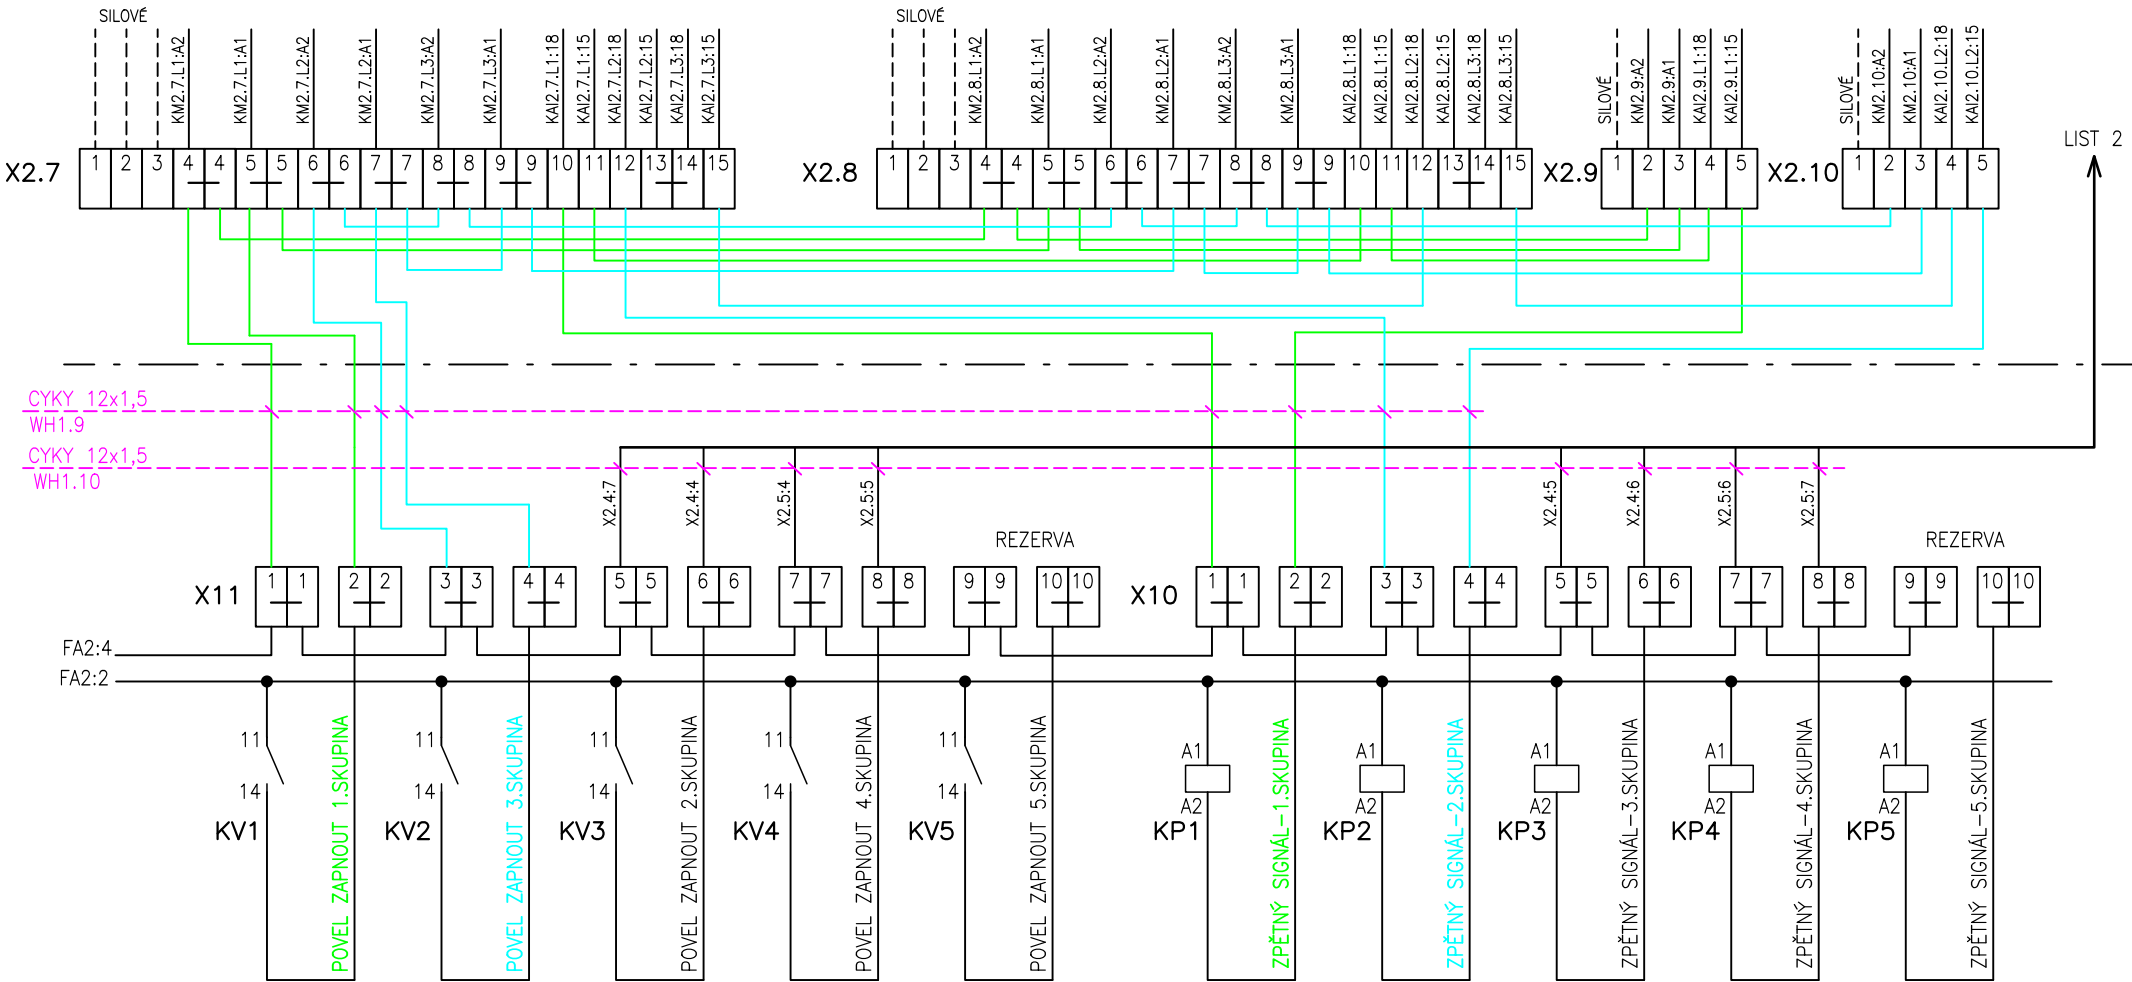 SILOVÉ
KM2.7.L1:A2
KM2.7.L1:A1
KM2.7.L2:A2
KM2.7.L2:A1
KM2.7.L3:A2
KM2.7.L3:A1
KAI2.7.L1:18
KAI2.7.L1:15
KAI2.7.L2:18
KAI2.7.L2:15
KAI2.7.L3:18
KAI2.7.L3:15
SILOVÉ
KM2.8.L1:A2
KM2.8.L1:A1
KM2.8.L2:A2
KM2.8.L2:A1
KM2.8.L3:A2
KM2.8.L3:A1
KAI2.8.L1:18
KAI2.8.L1:15
KAI2.8.L2:18
KAI2.8.L2:15
KAI2.8.L3:18
KAI2.8.L3:15
SILOVÉ
KM2.9:A2
KM2.9:A1
KAI2.9.L1:18
KAI2.9.L1:15
SILOVÉ
KM2.10:A2
KM2.10:A1
KAI2.10.L2:18
KAI2.10.L2:15
LIST 2
X2.7 1 2 3 4 4 5 5 6 6 7 7 8 8 9 9 10 11 12 13 14 15
X2.8 1 2 3 4 4 5 5 6 6 7 7 8 8 9 9 10 11 12 13 14 15
X2.9 1 2 3 4 5
X2.10 1 2 3 4 5
CYKY 12x1,5
WH1.9
CYKY 12x1,5
WH1.10
X2.4:7
X2.4:4
X2.5:4
X2.5:5
X2.4:5
X2.4:6
X2.5:6
X2.5:7
REZERVA
REZERVA
X11 1 1 2 2 3 3 4 4 5 5 6 6 7 7 8 8 9 9 10 10
X10 1 1 2 2 3 3 4 4 5 5 6 6 7 7 8 8 9 9 10 10
FA2:4
FA2:2
11
14
KV1
POVEL ZAPNOUT 1.SKUPINA
11
14
KV2
POVEL ZAPNOUT 3.SKUPINA
11
14
KV3
POVEL ZAPNOUT 2.SKUPINA
11
14
KV4
POVEL ZAPNOUT 4.SKUPINA
11
14
KV5
POVEL ZAPNOUT 5.SKUPINA
A1
A2
KP1
ZPĚTNÝ SIGNÁL-1.SKUPINA
A1
A2
KP2
ZPĚTNÝ SIGNÁL-2.SKUPINA
A1
A2
KP3
ZPĚTNÝ SIGNÁL-3.SKUPINA
A1
A2
KP4
ZPĚTNÝ SIGNÁL-4.SKUPINA
A1
A2
KP5
ZPĚTNÝ SIGNÁL-5.SKUPINA